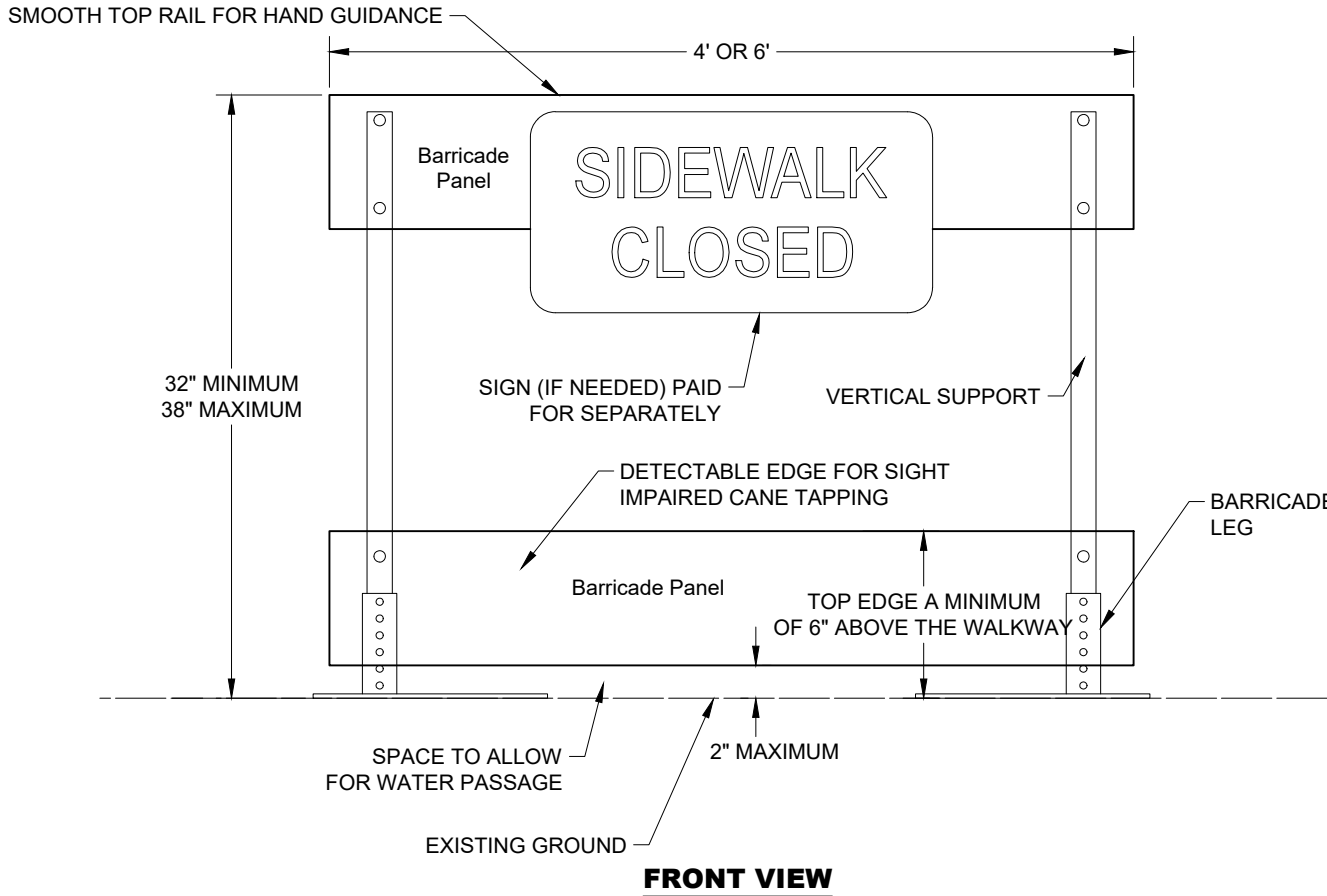 SMOOTH TOP RAIL FOR HAND GUIDANCE
4' OR 6'
Barricade
Panel
SIDEWALK
CLOSED
32" MINIMUM
38" MAXIMUM
SIGN (IF NEEDED) PAID
FOR SEPARATELY
VERTICAL SUPPORT
DETECTABLE EDGE FOR SIGHT
IMPAIRED CANE TAPPING
BARRICADE
LEG
Barricade Panel
TOP EDGE A MINIMUM
OF 6" ABOVE THE WALKWAY
SPACE TO ALLOW
FOR WATER PASSAGE
2" MAXIMUM
EXISTING GROUND
FRONT VIEW